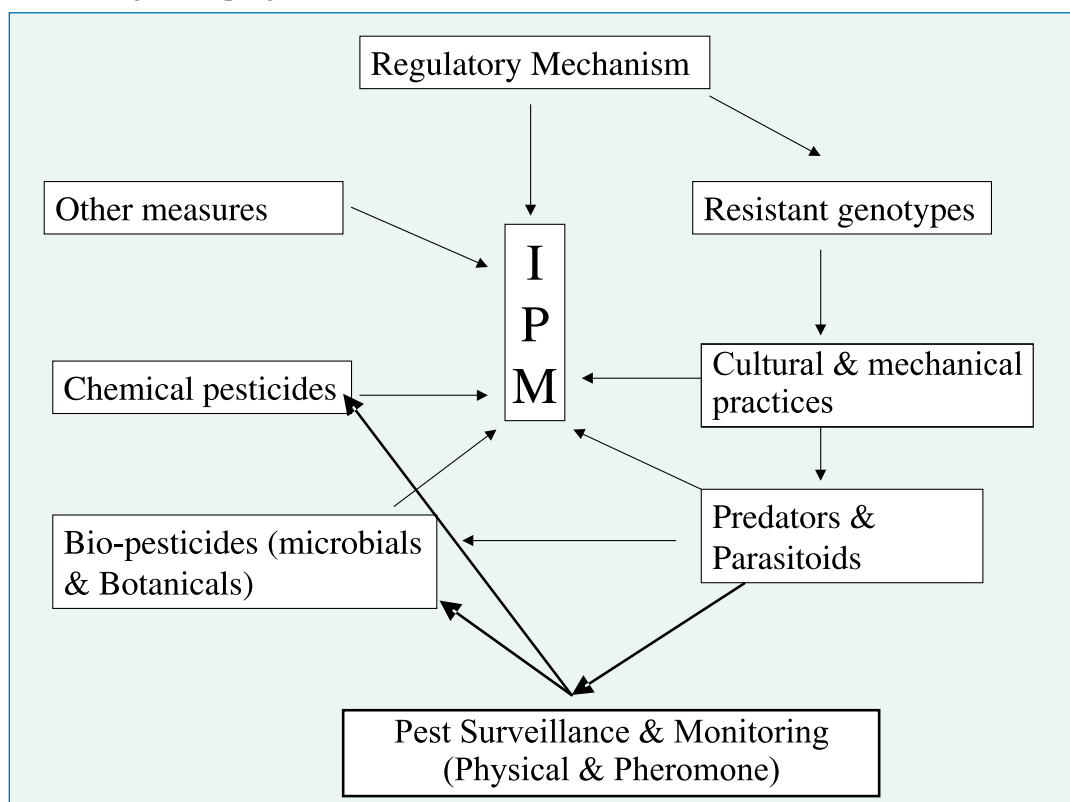 Regulatory Mechanism
Other measures
Resistant genotypes
I
P
M
Chemical pesticides
Cultural & mechanical
practices
Bio-pesticides (microbials
& Botanicals)
Predators &
Parasitoids
Pest Surveillance & Monitoring
(Physical & Pheromone)